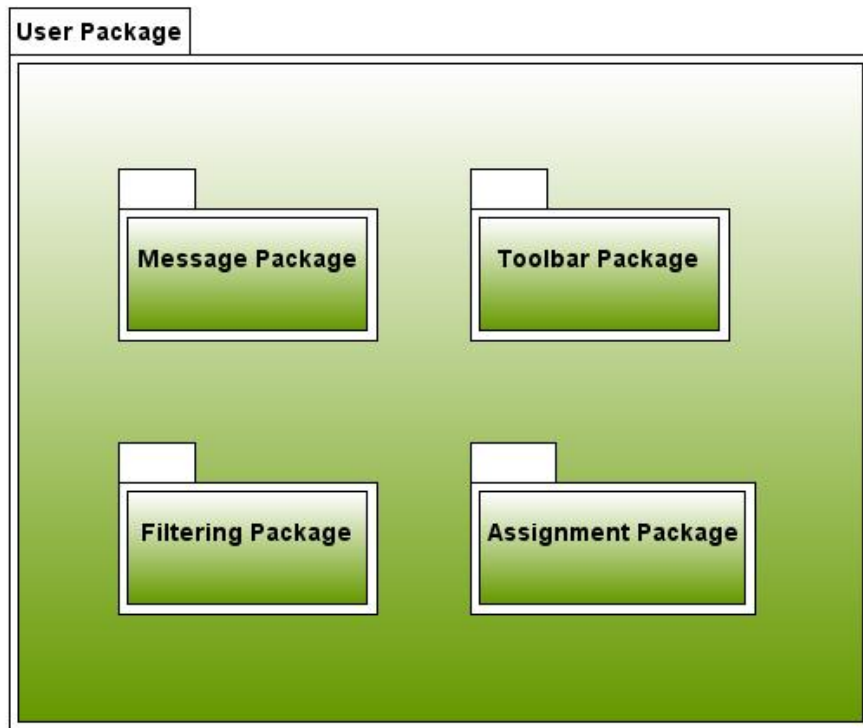 User Package
Message Package
Toolbar Package
Filtering Package
Assignment Package